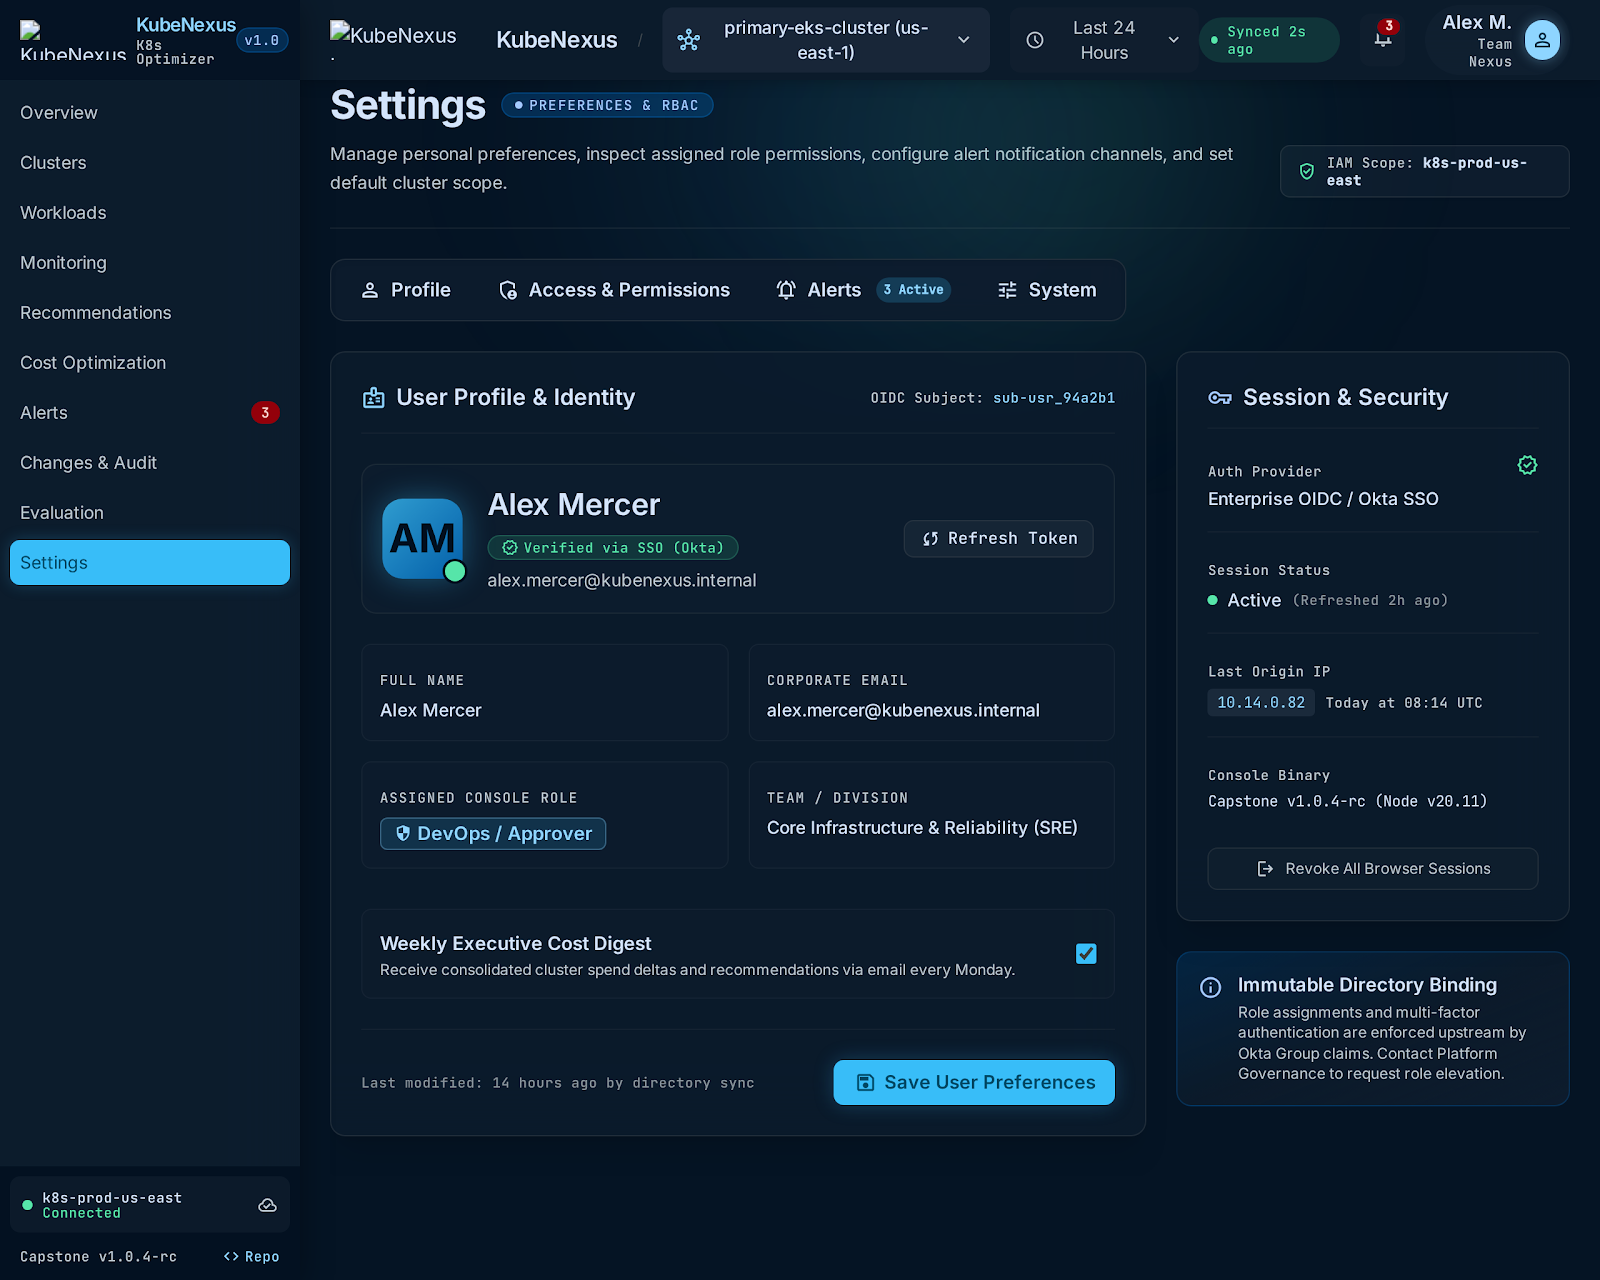 KubeNexus
KubeNexus
K8s
Optimizer
v1.0
Overview
Clusters
Workloads
Monitoring
Recommendations
Cost Optimization
Alerts
3
Changes & Audit
Evaluation
Settings
k8s-prod-us-east
Connected
Capstone v1.0.4-rc
<> Repo
KubeNexus
KubeNexus
/
primary-eks-cluster (us-
east-1)
Last 24
Hours
Synced 2s
ago
3
Alex M.
Team
Nexus
Settings
PREFERENCES & RBAC
Manage personal preferences, inspect assigned role permissions, configure alert notification channels, and set
default cluster scope.
IAM Scope: k8s-prod-us-
east
Profile
Access & Permissions
Alerts
3 Active
System
User Profile & Identity
OIDC Subject: sub-usr_94a2b1
AM
Alex Mercer
Verified via SSO (Okta)
alex.mercer@kubenexus.internal
Refresh Token
FULL NAME
Alex Mercer
CORPORATE EMAIL
alex.mercer@kubenexus.internal
ASSIGNED CONSOLE ROLE
DevOps / Approver
TEAM / DIVISION
Core Infrastructure & Reliability (SRE)
Weekly Executive Cost Digest
Receive consolidated cluster spend deltas and recommendations via email every Monday.
Last modified: 14 hours ago by directory sync
Save User Preferences
Session & Security
Auth Provider
Enterprise OIDC / Okta SSO
Session Status
Active (Refreshed 2h ago)
Last Origin IP
10.14.0.82 Today at 08:14 UTC
Console Binary
Capstone v1.0.4-rc (Node v20.11)
Revoke All Browser Sessions
Immutable Directory Binding
Role assignments and multi-factor
authentication are enforced upstream by
Okta Group claims. Contact Platform
Governance to request role elevation.